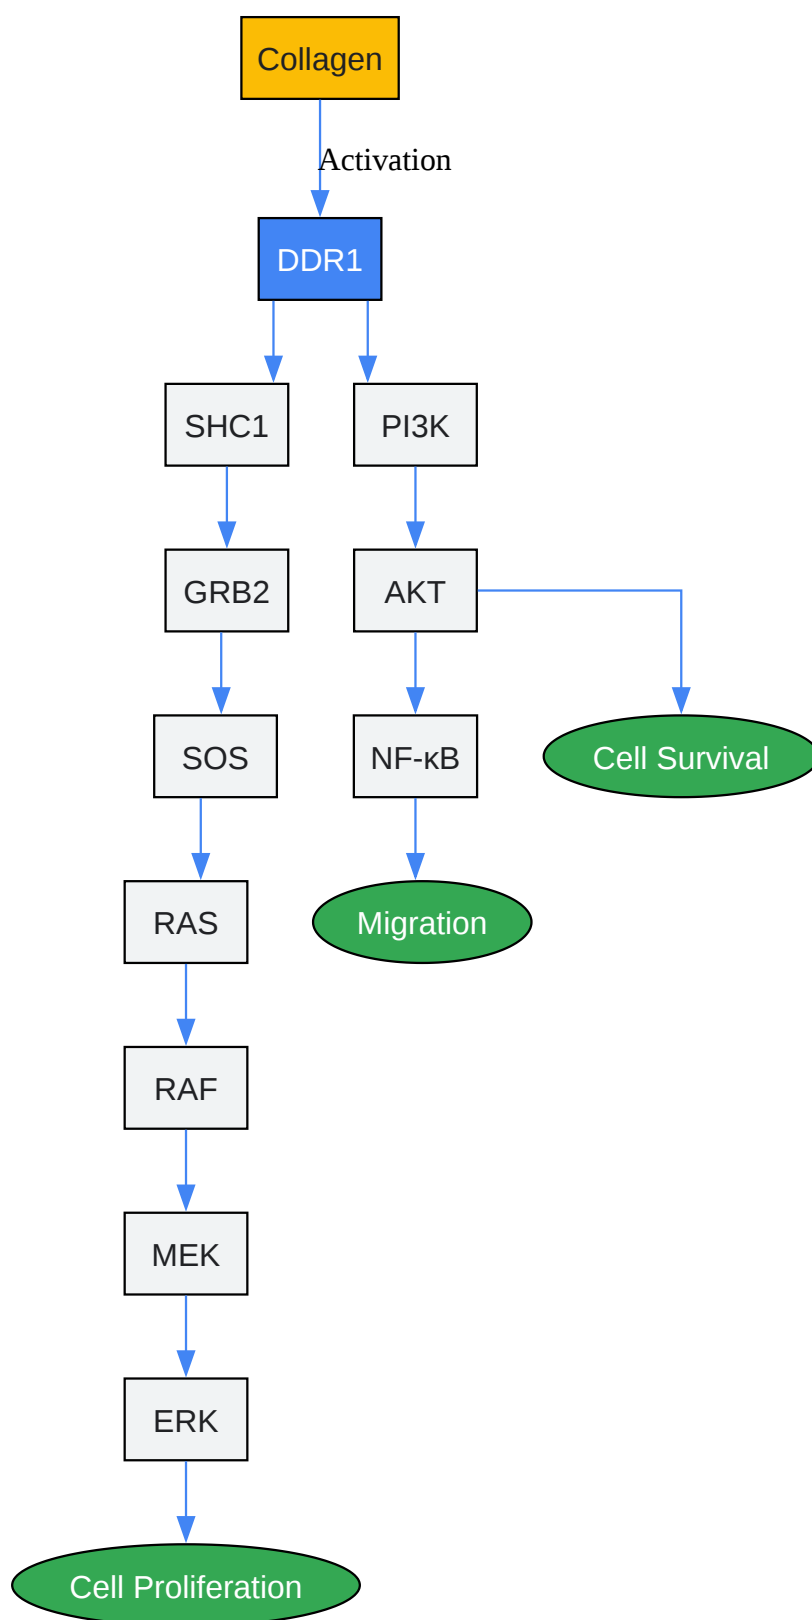 Collagen
Activation
DDR1
SHC1
PI3K
GRB2
AKT
SOS
NF-κB
Cell Survival
RAS
Migration
RAF
MEK
ERK
Cell Proliferation